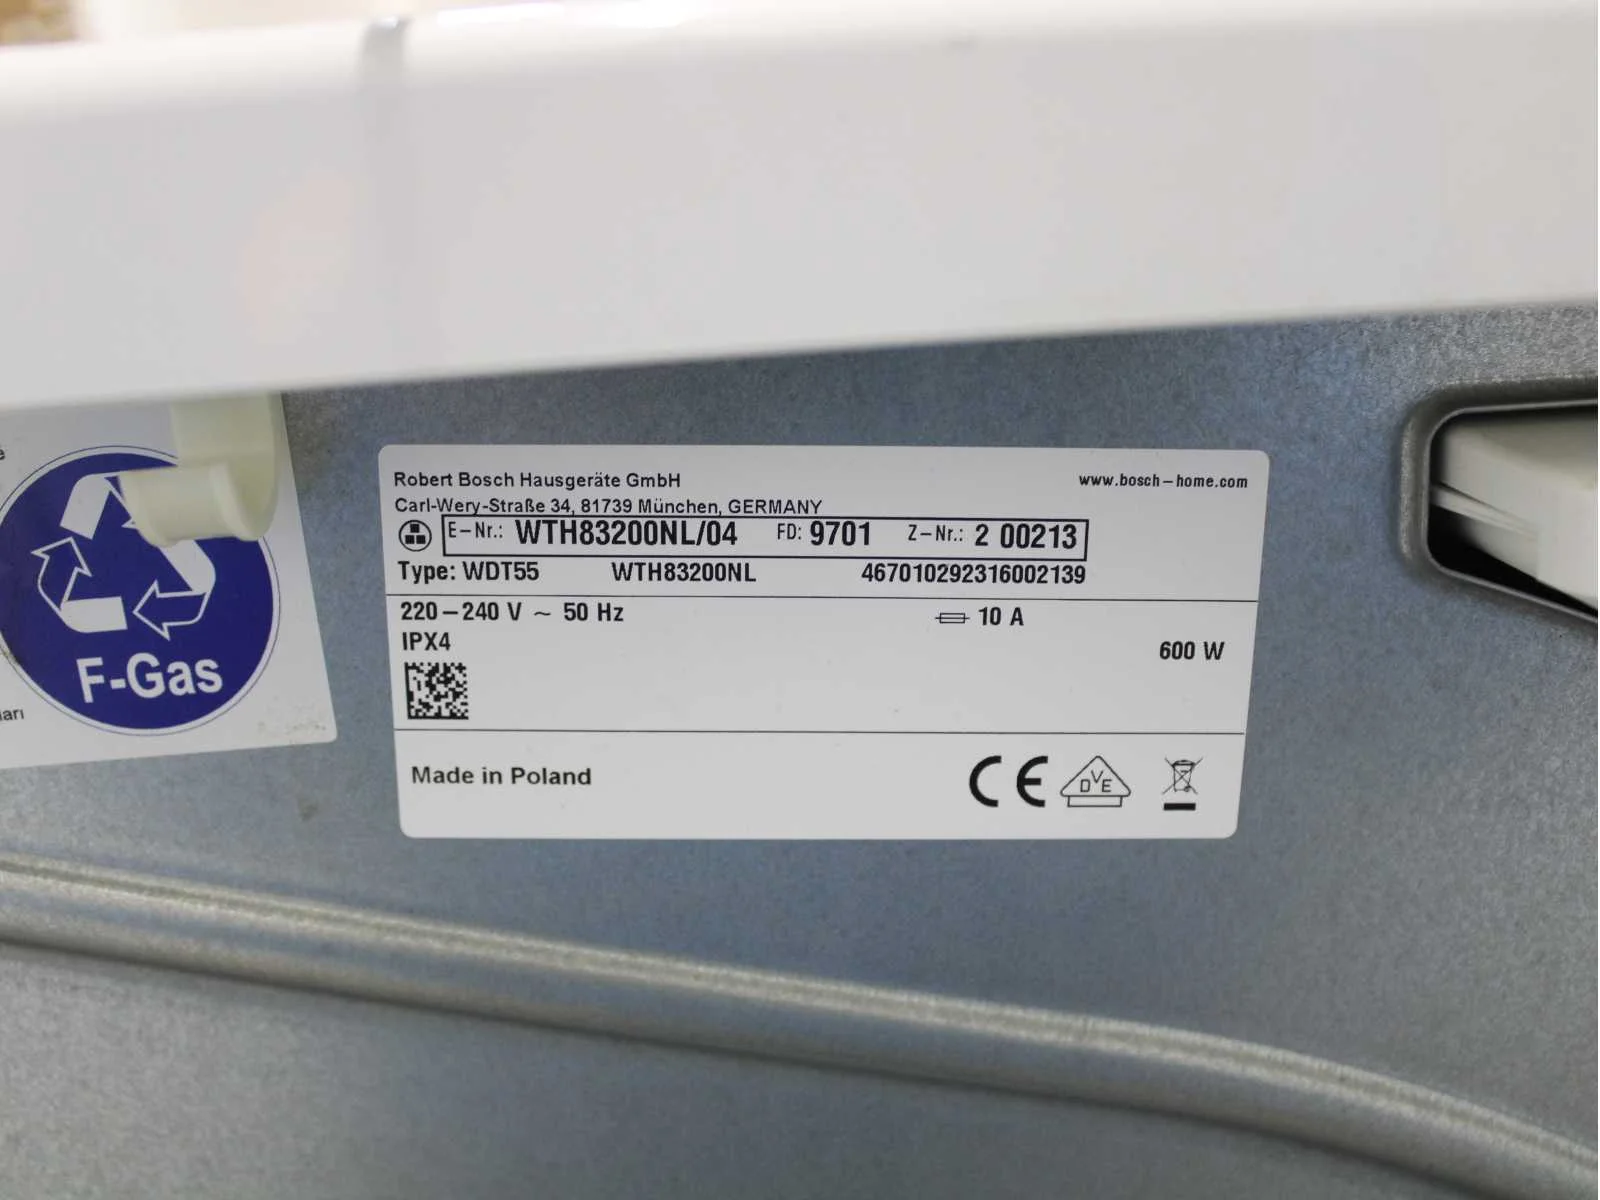 Robert Bosch Hausgeräte GmbH
www.bosch-home.com
Carl-Wery-Straße 34, 81739 München, GERMANY
E-Nr.: WTH83200NL/04 FD: 9701 Z-Nr.: 2 00213
Type: WDT55 WTH83200NL 467010292316002139
220-240 V ~ 50 Hz 10 A
IPX4
600 W
Made in Poland
CE
DVE
F-Gas